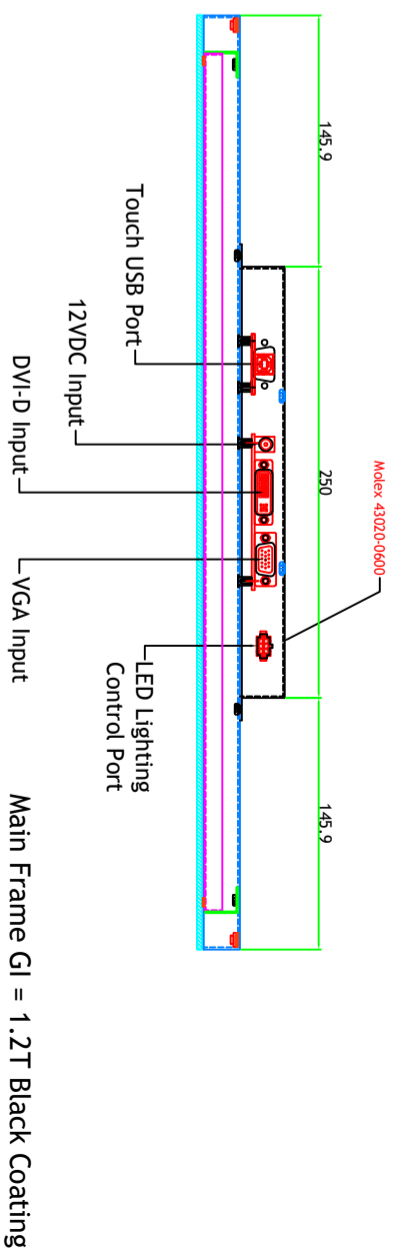 145.9
250
145.9
Molex 43020-0600
Touch USB Port
12VDC Input
DVI-D Input
VGA Input
LED Lighting
Control Port
Main Frame GI = 1.2T Black Coating